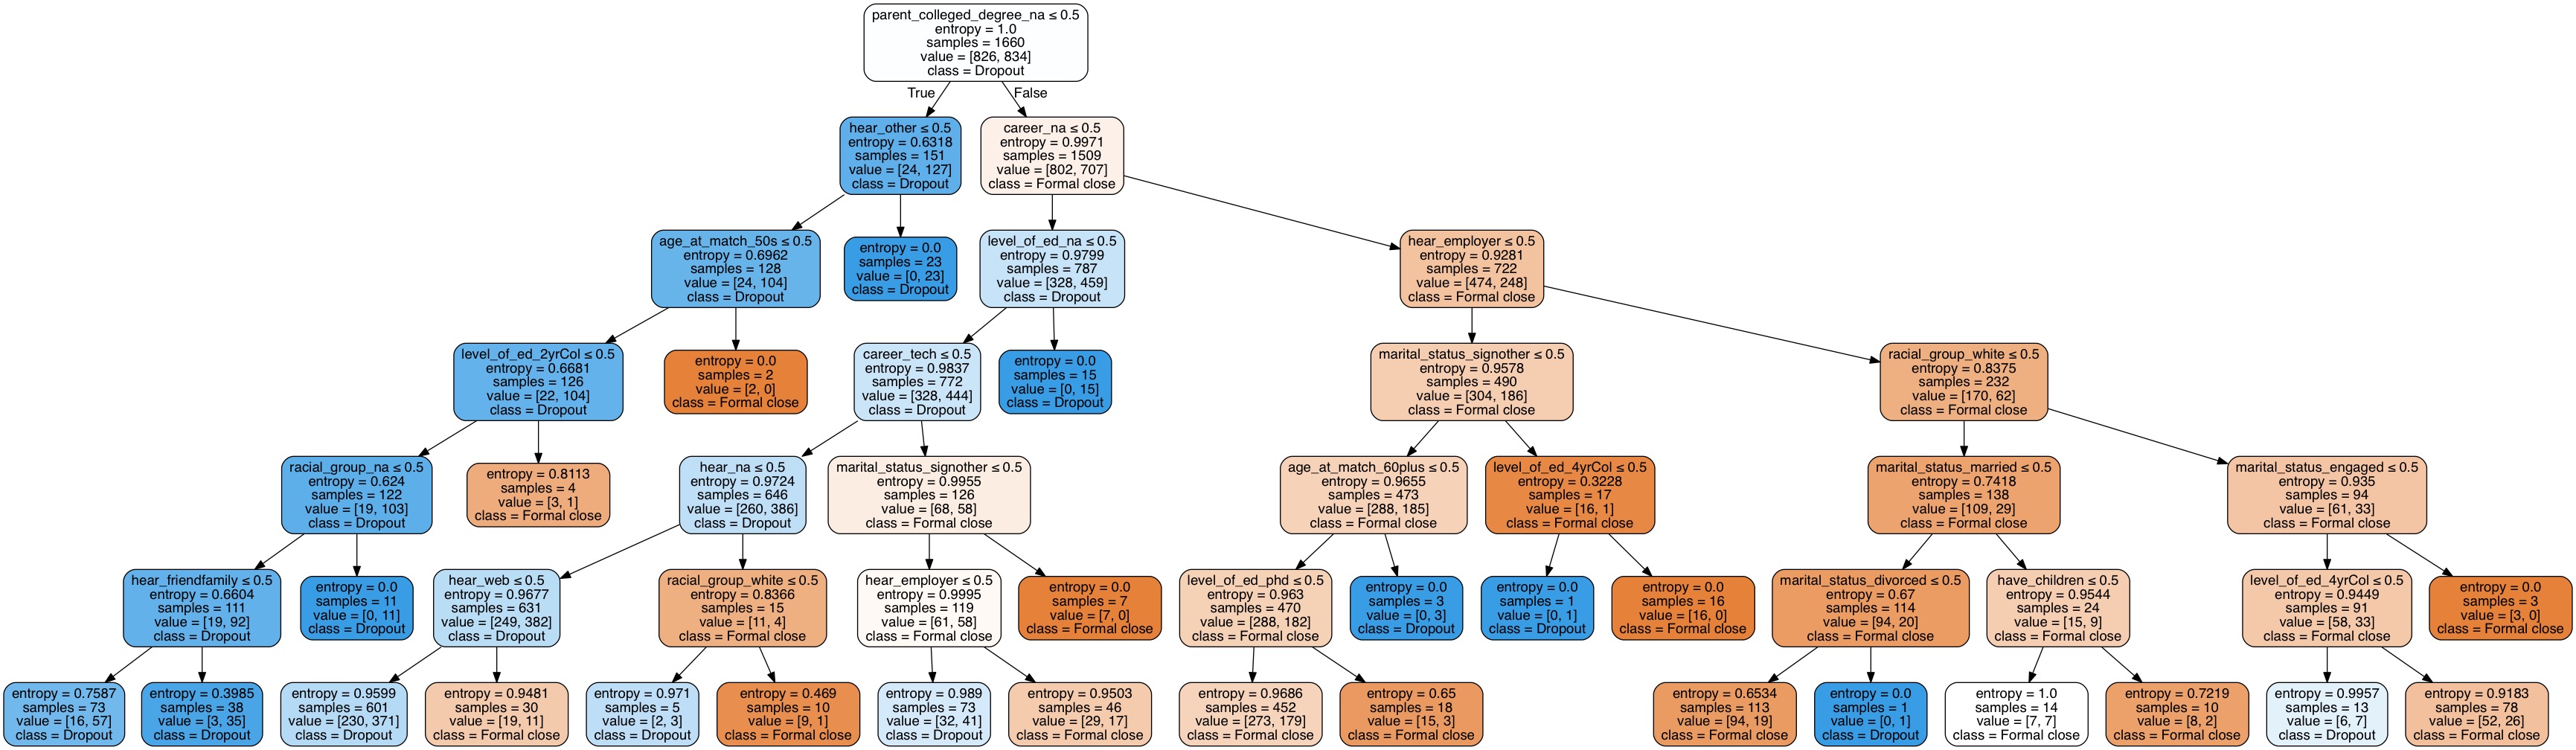 parent_colleged_degree_na ≤ 0.5
entropy = 1.0
samples = 1660
value = [826, 834]
class = Dropout
True
False
hear_other ≤ 0.5
entropy = 0.6318
samples = 151
value = [24, 127]
class = Dropout
career_na ≤ 0.5
entropy = 0.9971
samples = 1509
value = [802, 707]
class = Formal close
age_at_match_50s ≤ 0.5
entropy = 0.6962
samples = 128
value = [24, 104]
class = Dropout
entropy = 0.0
samples = 23
value = [0, 23]
class = Dropout
level_of_ed_na ≤ 0.5
entropy = 0.9799
samples = 787
value = [328, 459]
class = Dropout
hear_employer ≤ 0.5
entropy = 0.9281
samples = 722
value = [474, 248]
class = Formal close
level_of_ed_2yrCol ≤ 0.5
entropy = 0.6681
samples = 126
value = [22, 104]
class = Dropout
entropy = 0.0
samples = 2
value = [2, 0]
class = Formal close
career_tech ≤ 0.5
entropy = 0.9837
samples = 772
value = [328, 444]
class = Dropout
entropy = 0.0
samples = 15
value = [0, 15]
class = Dropout
marital_status_signother ≤ 0.5
entropy = 0.9578
samples = 490
value = [304, 186]
class = Formal close
racial_group_white ≤ 0.5
entropy = 0.8375
samples = 232
value = [170, 62]
class = Formal close
racial_group_na ≤ 0.5
entropy = 0.624
samples = 122
value = [19, 103]
class = Dropout
entropy = 0.8113
samples = 4
value = [3, 1]
class = Formal close
hear_na ≤ 0.5
entropy = 0.9724
samples = 646
value = [260, 386]
class = Dropout
marital_status_signother ≤ 0.5
entropy = 0.9955
samples = 126
value = [68, 58]
class = Formal close
age_at_match_60plus ≤ 0.5
entropy = 0.9655
samples = 473
value = [288, 185]
class = Formal close
level_of_ed_4yrCol ≤ 0.5
entropy = 0.3228
samples = 17
value = [16, 1]
class = Formal close
marital_status_married ≤ 0.5
entropy = 0.7418
samples = 138
value = [109, 29]
class = Formal close
marital_status_engaged ≤ 0.5
entropy = 0.935
samples = 94
value = [61, 33]
class = Formal close
hear_friendfamily ≤ 0.5
entropy = 0.6604
samples = 111
value = [19, 92]
class = Dropout
entropy = 0.0
samples = 11
value = [0, 11]
class = Dropout
hear_web ≤ 0.5
entropy = 0.9677
samples = 631
value = [249, 382]
class = Dropout
racial_group_white ≤ 0.5
entropy = 0.8366
samples = 15
value = [11, 4]
class = Formal close
hear_employer ≤ 0.5
entropy = 0.9995
samples = 119
value = [61, 58]
class = Formal close
entropy = 0.0
samples = 7
value = [7, 0]
class = Formal close
level_of_ed_phd ≤ 0.5
entropy = 0.963
samples = 470
value = [288, 182]
class = Formal close
entropy = 0.0
samples = 3
value = [0, 3]
class = Dropout
entropy = 0.0
samples = 1
value = [0, 1]
class = Dropout
entropy = 0.0
samples = 16
value = [16, 0]
class = Formal close
marital_status_divorced ≤ 0.5
entropy = 0.67
samples = 114
value = [94, 20]
class = Formal close
have_children ≤ 0.5
entropy = 0.9544
samples = 24
value = [15, 9]
class = Formal close
level_of_ed_4yrCol ≤ 0.5
entropy = 0.9449
samples = 91
value = [58, 33]
class = Formal close
entropy = 0.0
samples = 3
value = [3, 0]
class = Formal close
entropy = 0.7587
samples = 73
value = [16, 57]
class = Dropout
entropy = 0.3985
samples = 38
value = [3, 35]
class = Dropout
entropy = 0.9599
samples = 601
value = [230, 371]
class = Dropout
entropy = 0.9481
samples = 30
value = [19, 11]
class = Formal close
entropy = 0.971
samples = 5
value = [2, 3]
class = Dropout
entropy = 0.469
samples = 10
value = [9, 1]
class = Formal close
entropy = 0.989
samples = 73
value = [32, 41]
class = Dropout
entropy = 0.9503
samples = 46
value = [29, 17]
class = Formal close
entropy = 0.9686
samples = 452
value = [273, 179]
class = Formal close
entropy = 0.65
samples = 18
value = [15, 3]
class = Formal close
entropy = 0.6534
samples = 113
value = [94, 19]
class = Formal close
entropy = 0.0
samples = 1
value = [0, 1]
class = Dropout
entropy = 1.0
samples = 14
value = [7, 7]
class = Formal close
entropy = 0.7219
samples = 10
value = [8, 2]
class = Formal close
entropy = 0.9957
samples = 13
value = [6, 7]
class = Dropout
entropy = 0.9183
samples = 78
value = [52, 26]
class = Formal close